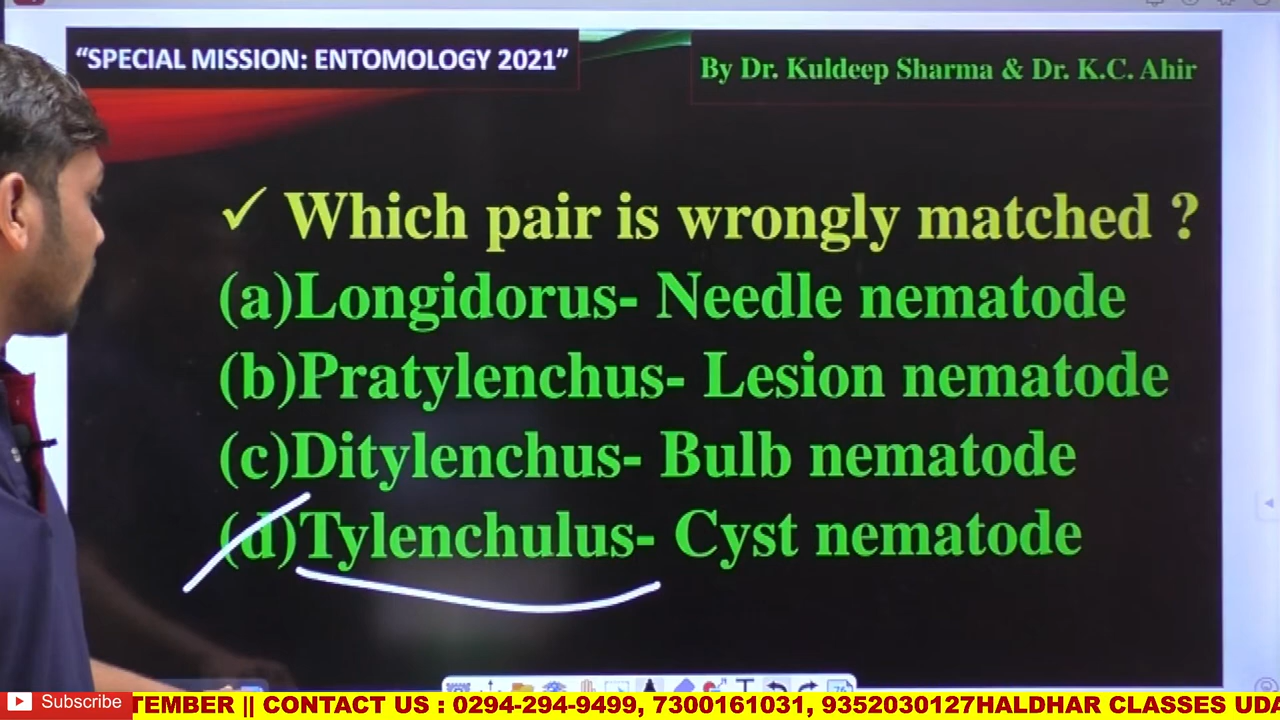 “SPECIAL MISSION: ENTOMOLOGY 2021”
By Dr. Kuldeep Sharma & Dr. K.C. Ahir
✓ Which pair is wrongly matched ?
(a)Longidorus- Needle nematode
(b)Pratylenchus- Lesion nematode
(c)Ditylenchus- Bulb nematode
(d)Tylenchulus- Cyst nematode
Subscribe
TEMBER || CONTACT US : 0294-294-9499, 7300161031, 9352030127HALDHAR CLASSES UDA